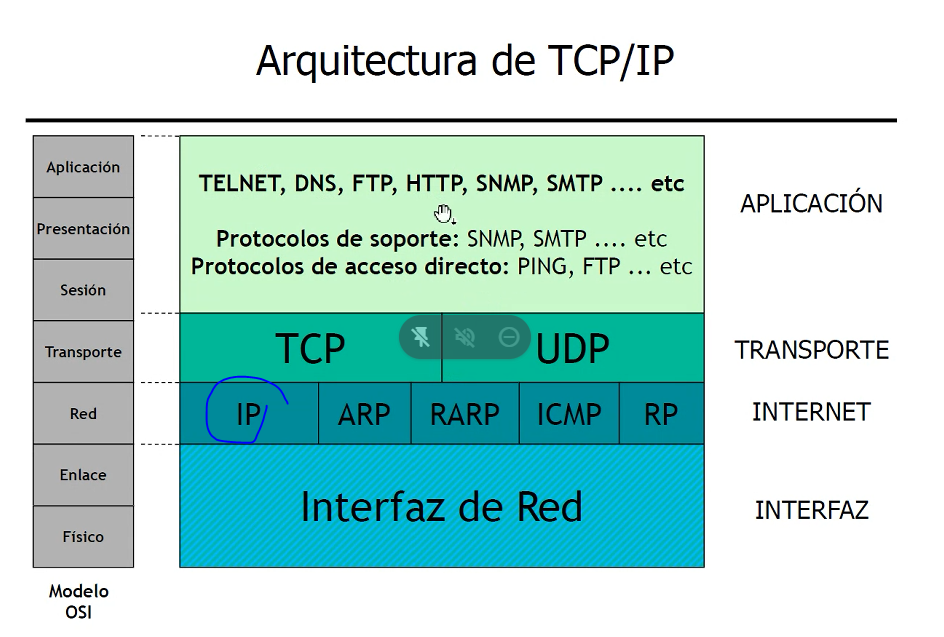 Arquitectura de TCP/IP
Aplicación
Presentación
Sesión
Transporte
Red
Enlace
Físico
Modelo
OSI
TELNET, DNS, FTP, HTTP, SNMP, SMTP .... etc
Protocolos de soporte: SNMP, SMTP .... etc
Protocolos de acceso directo: PING, FTP ... etc
TCP UDP
IP ARP RARP ICMP RP
Interfaz de Red
APLICACIÓN
TRANSPORTE
INTERNET
INTERFAZ